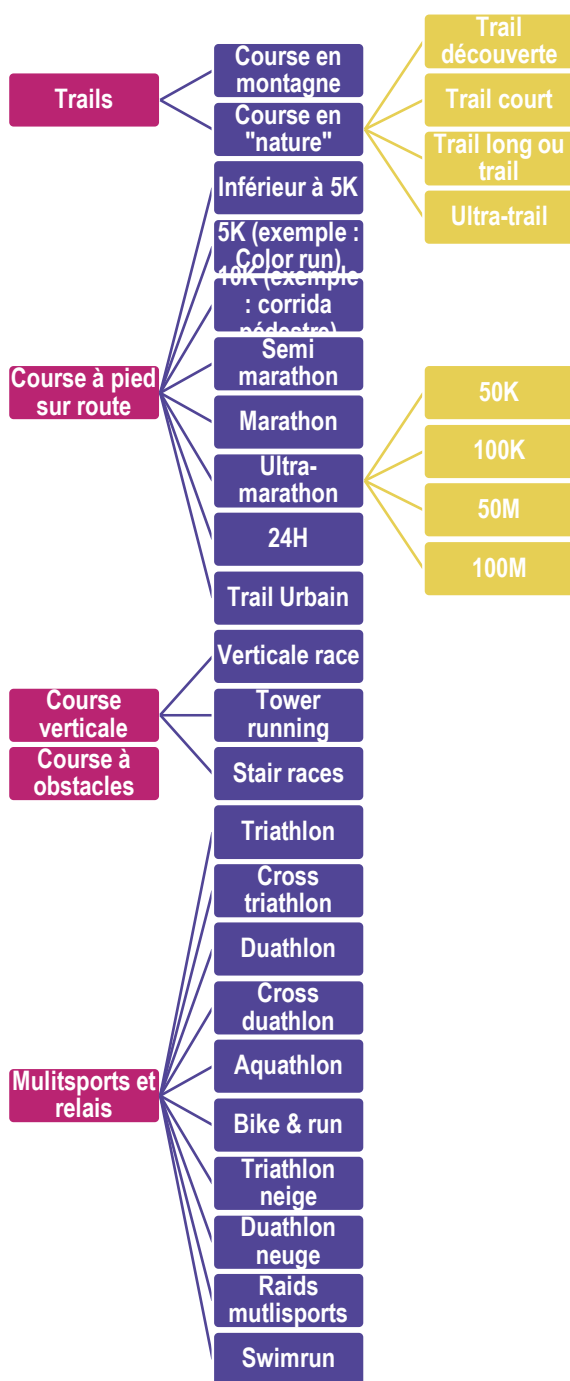 Trails
Course en
montagne
Course en
"nature"
Trail
découverte
Trail court
Trail long ou
trail
Ultra-trail
Course à pied
sur route
Inférieur à 5K
5K (exemple :
Color run)
10K (exemple
: corrida
pédestre)
Semi
marathon
Marathon
Ultra-
marathon
24H
Trail Urbain
50K
100K
50M
100M
Course
verticale
Verticale race
Tower
running
Stair races
Course à
obstacles
Mulitsports et
relais
Triathlon
Cross
triathlon
Duathlon
Cross
duathlon
Aquathlon
Bike & run
Triathlon
neige
Duathlon
neuge
Raids
mutlisports
Swimrun